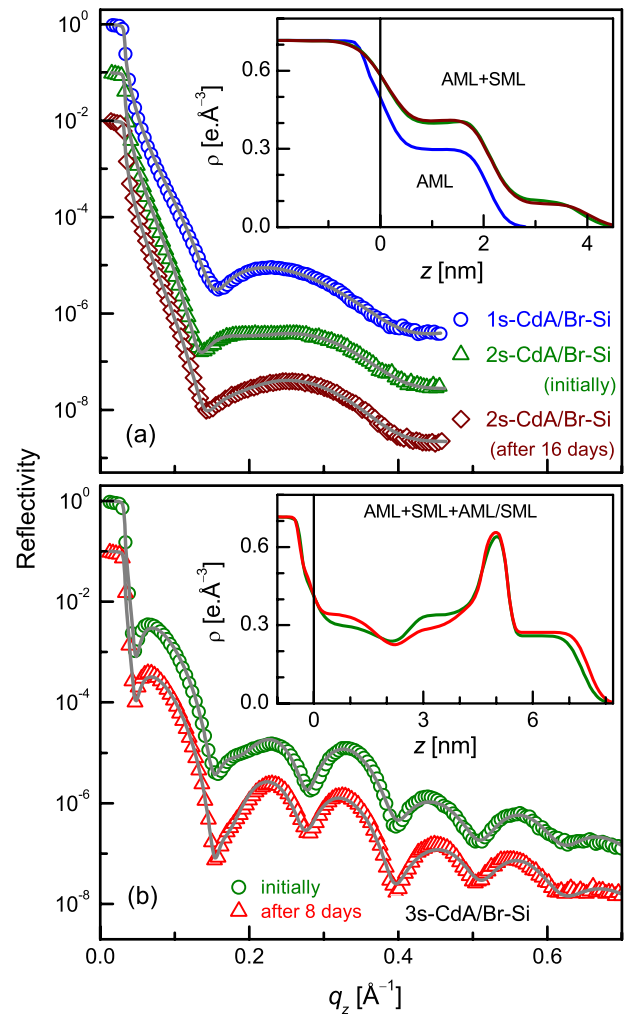 10⁰
10⁻²
10⁻⁴
10⁻⁶
10⁻⁸
0.6
0.3
0.0
ρ [e.Å⁻³]
AML+SML
AML
0
2
4
z [nm]
1s-CdA/Br-Si
2s-CdA/Br-Si
(initially)
2s-CdA/Br-Si
(after 16 days)
(a)
Reflectivity
10⁰
10⁻²
10⁻⁴
10⁻⁶
10⁻⁸
AML+SML+AML/SML
0.6
0.3
0.0
ρ [e.Å⁻³]
0
3
6
z [nm]
(b)
initially
after 8 days
3s-CdA/Br-Si
0.0
0.2
0.4
0.6
q_z [Å⁻¹]